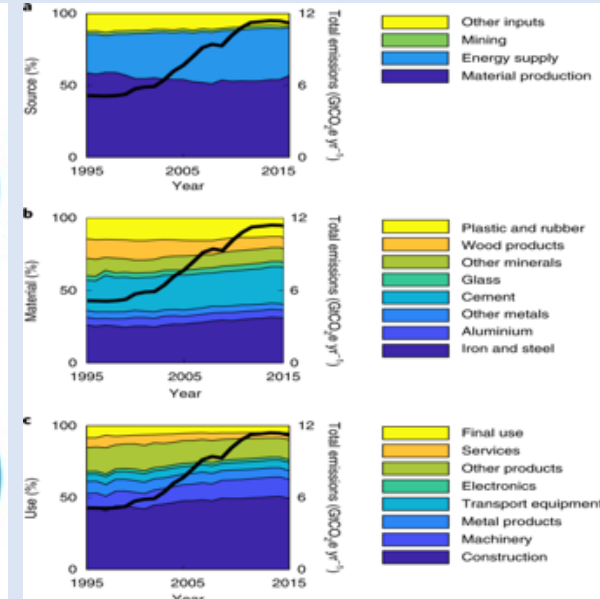 a
100
50
0
Source (%)
12
6
0
Total emissions (GtCO2e yr−1)
1995
2005
2015
Year
Other inputs
Mining
Energy supply
Material production
b
100
50
0
Material (%)
12
6
0
Total emissions (GtCO2e yr−1)
1995
2005
2015
Year
Plastic and rubber
Wood products
Other minerals
Glass
Cement
Other metals
Aluminium
Iron and steel
c
100
50
0
Use (%)
12
6
0
Total emissions (GtCO2e yr−1)
1995
2005
2015
Year
Final use
Services
Other products
Electronics
Transport equipment
Metal products
Machinery
Construction